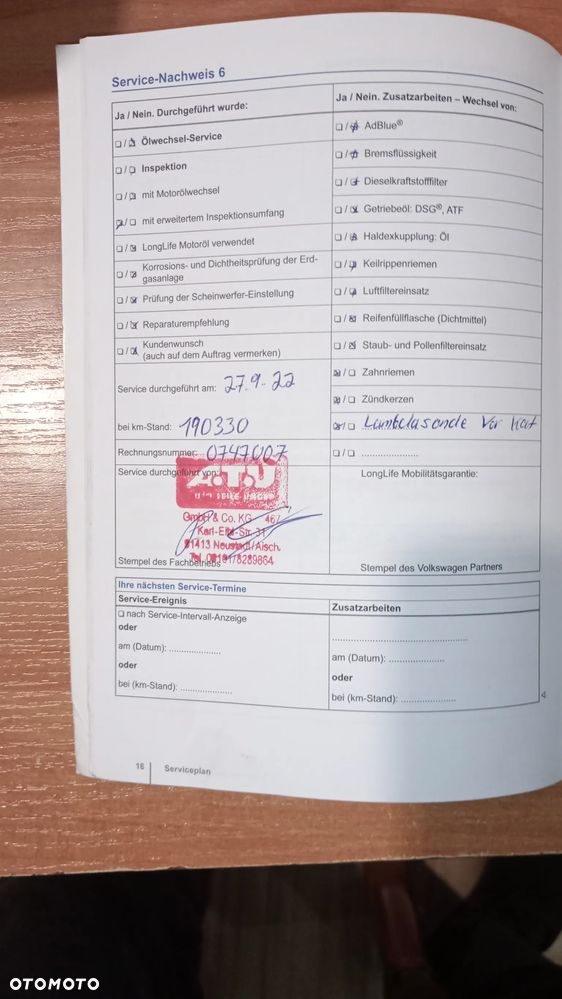 Service-Nachweis 6
Ja / Nein. Durchgeführt wurde:
Ja / Nein. Zusatzarbeiten – Wechsel von:
☐/☒ Ölwechsel-Service
☐/☒ AdBlue®
☐/☐ Inspektion
☐/☒ Bremsflüssigkeit
☐/☒ mit Motorölwechsel
☐/☒ Dieselkraftstofffilter
☒/☐ mit erweitertem Inspektionsumfang
☐/☒ Getriebeöl: DSG®, ATF
☐/☒ LongLife Motoröl verwendet
☐/☒ Haldexkupplung: Öl
☐/☒ Korrosions- und Dichtheitsprüfung der Erd-
gasanlage
☐/☒ Keilrippenriemen
☐/☒ Prüfung der Scheinwerfer-Einstellung
☐/☒ Luftfiltereinsatz
☐/☒ Reparaturempfehlung
☐/☒ Reifenfüllflasche (Dichtmittel)
☐/☒ Kundenwunsch
(auch auf dem Auftrag vermerken)
☐/☒ Staub- und Pollenfiltereinsatz
Service durchgeführt am: 27.9.22
☒/☐ Zahnriemen
☒/☐ Zündkerzen
bei km-Stand: 190330
☒/☐ Lambdasonde Vor Kat
Rechnungsnummer: 0747007
☐/☐ .....................
Service durchgeführt von:
LongLife Mobilitätsgarantie:
A.T.U
GmbH & Co. KG 467
Karl-Eibl-Str. 31
91413 Neustadt/Aisch.
Stempel des Fachbetriebs
Stempel des Volkswagen Partners
Ihre nächsten Service-Termine
Service-Ereignis
Zusatzarbeiten
☐ nach Service-Intervall-Anzeige
oder
am (Datum): ...................
am (Datum): ....................
oder
oder
bei (km-Stand): ...................
bei (km-Stand): ....................
16 Serviceplan
OTOMOTO